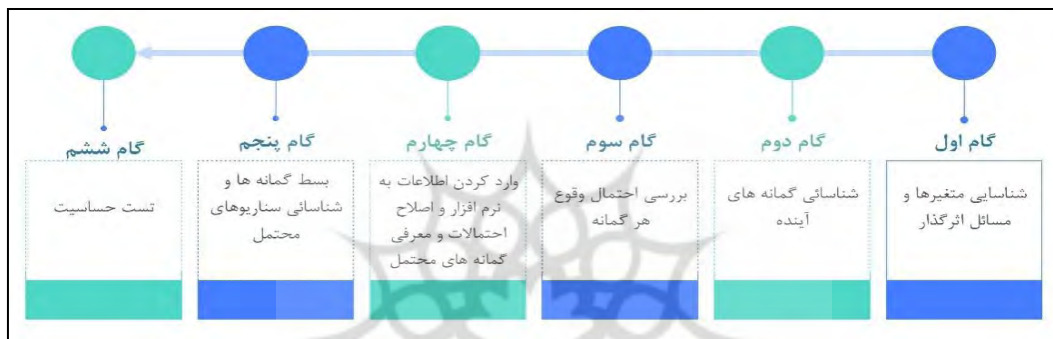 گام اول
شناسایی متغیرها و
مسائل اثرگذار
گام دوم
شناسائی گمانه های
آینده
گام سوم
بررسی احتمال وقوع
هر گمانه
گام چهارم
وارد کردن اطلاعات به
نرم افزار و اصلاح
احتمالات و معرفی
گمانه های محتمل
گام پنجم
بسط گمانه ها و
شناسائی سناریوهای
محتمل
گام ششم
تست حساسیت